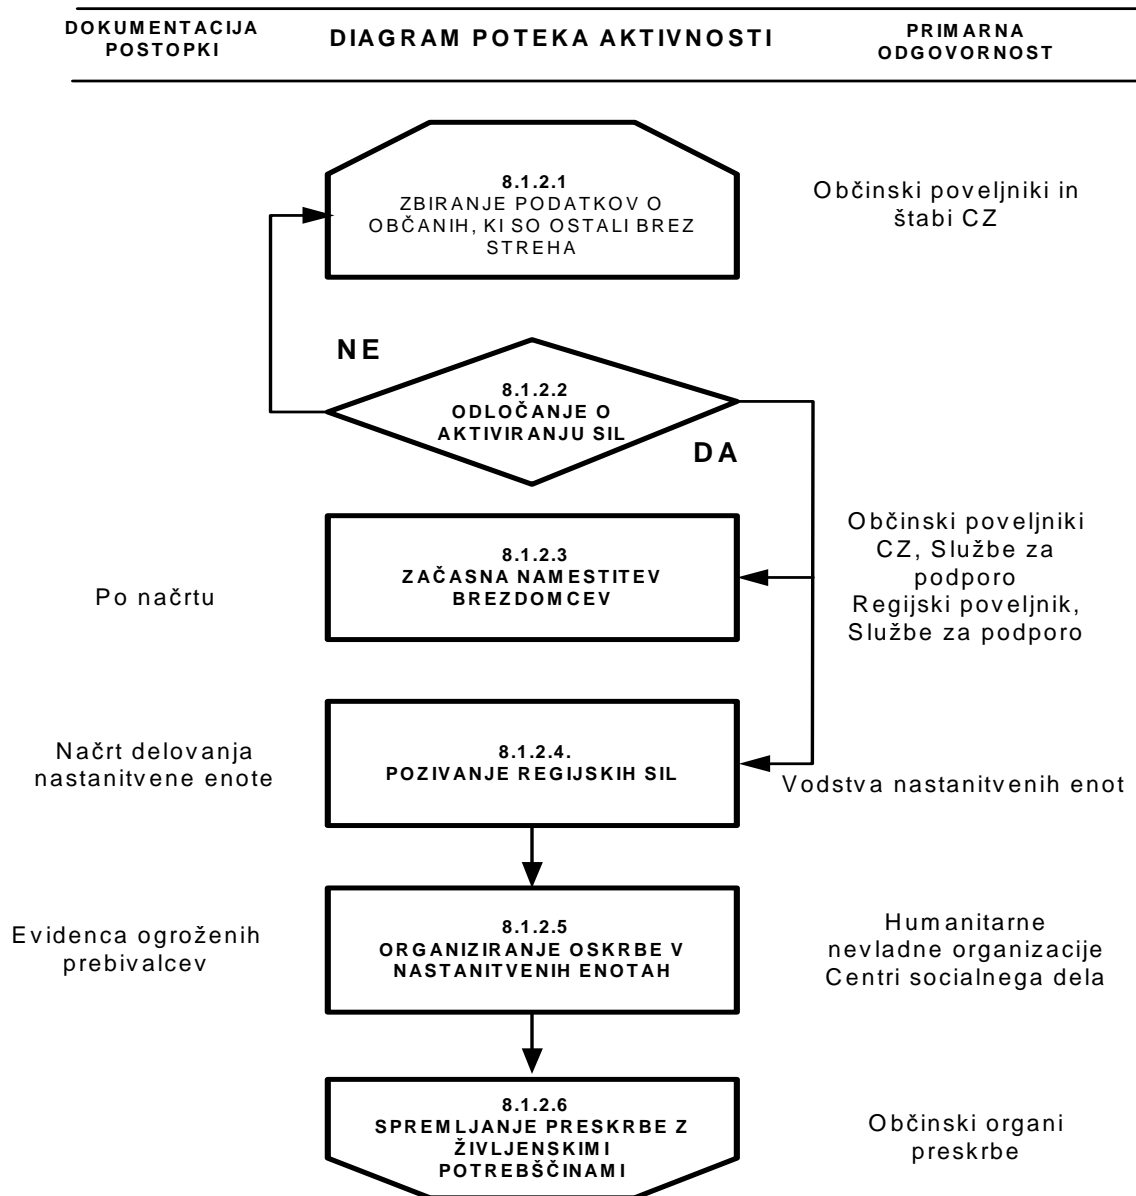 DOKUMENTACIJA
POSTOPKI
DIAGRAM POTEKA AKTIVNOSTI
PRIMARNA
ODGOVORNOST
8.1.2.1
ZBIRANJE PODATKOV O
OBČANIH, KI SO OSTALI BREZ
STREHA
Občinski poveljniki in
štabi CZ
NE
8.1.2.2
ODLOČANJE O
AKTIVIRANJU SIL
DA
Po načrtu
8.1.2.3
ZAČASNA NAMESTITEV
BREZDOMCEV
Občinski poveljniki
CZ, Službe za
podporo
Regijski poveljnik,
Službe za podporo
Načrt delovanja
nastanitvene enote
8.1.2.4.
POZIVANJE REGIJSKIH SIL
Vodstva nastanitvenih enot
Evidenca ogroženih
prebivalcev
8.1.2.5
ORGANIZIRANJE OSKRBE V
NASTANITVENIH ENOTAH
Humanitarne
nevladne organizacije
Centri socialnega dela
8.1.2.6
SPREMLJANJE PRESKRBE Z
ŽIVLJENSKIMI
POTREBŠČINAMI
Občinski organi
preskrbe